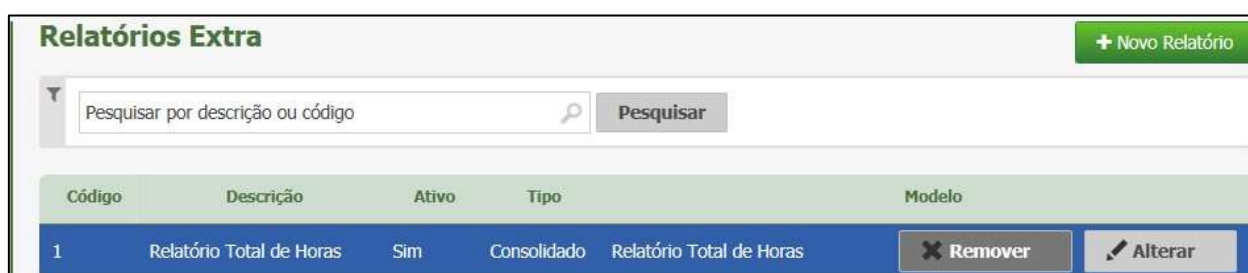 Relatórios Extra
+ Novo Relatório
Pesquisar por descrição ou código
Pesquisar
Código Descrição Ativo Tipo Modelo
1 Relatório Total de Horas Sim Consolidado Relatório Total de Horas Remover Alterar